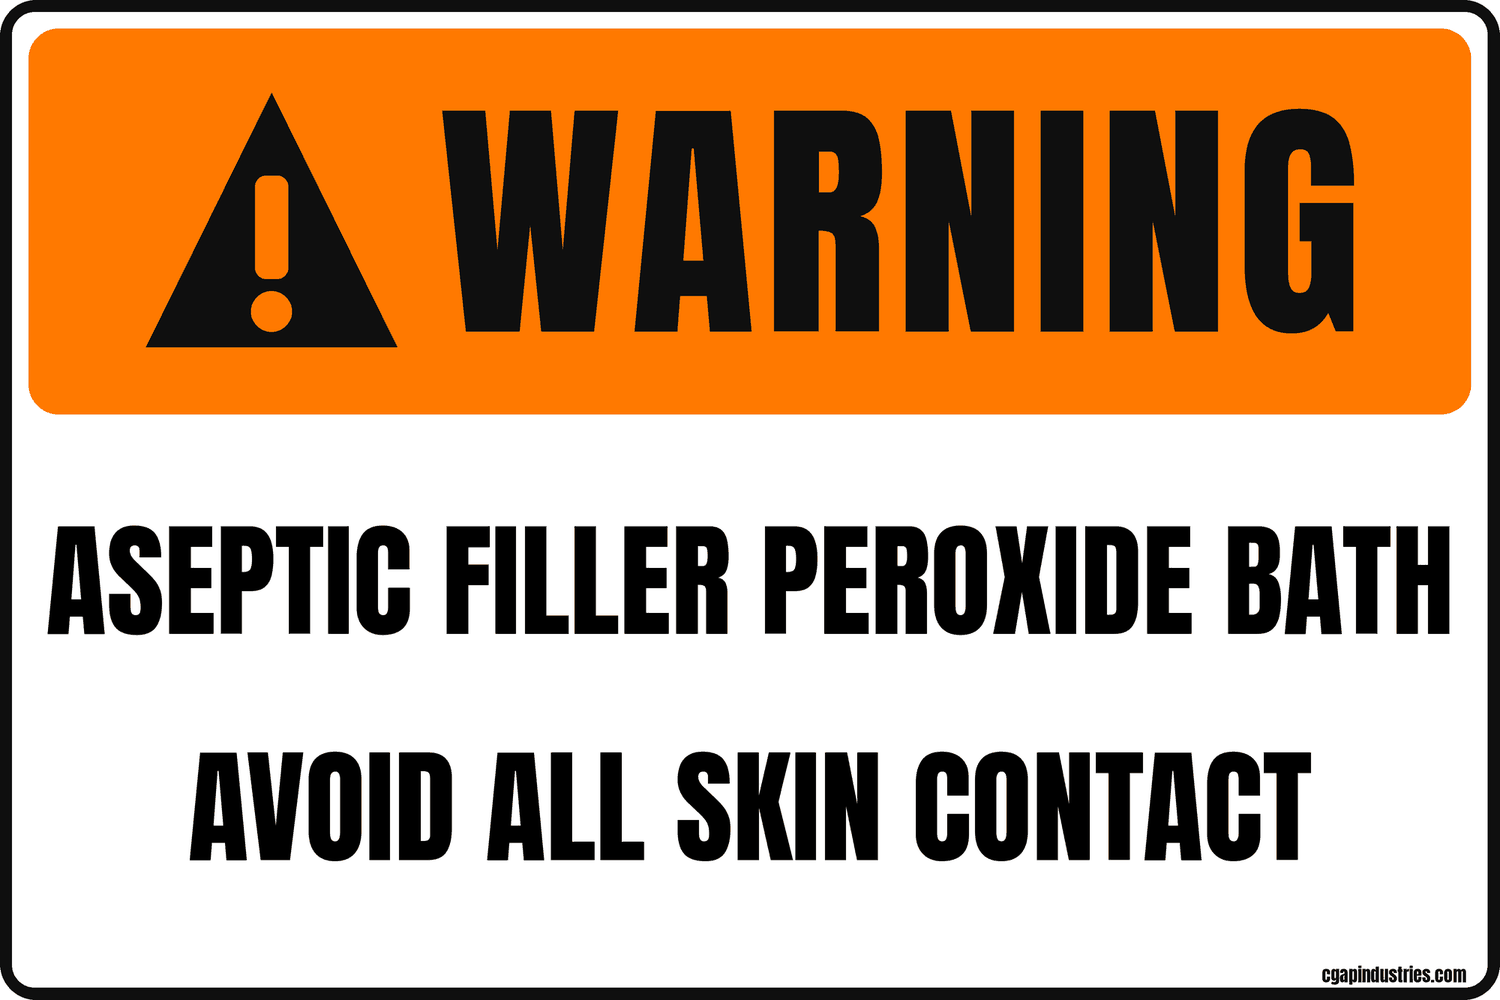 WARNING
ASEPTIC FILLER PEROXIDE BATH
AVOID ALL SKIN CONTACT
cgapindustries.com